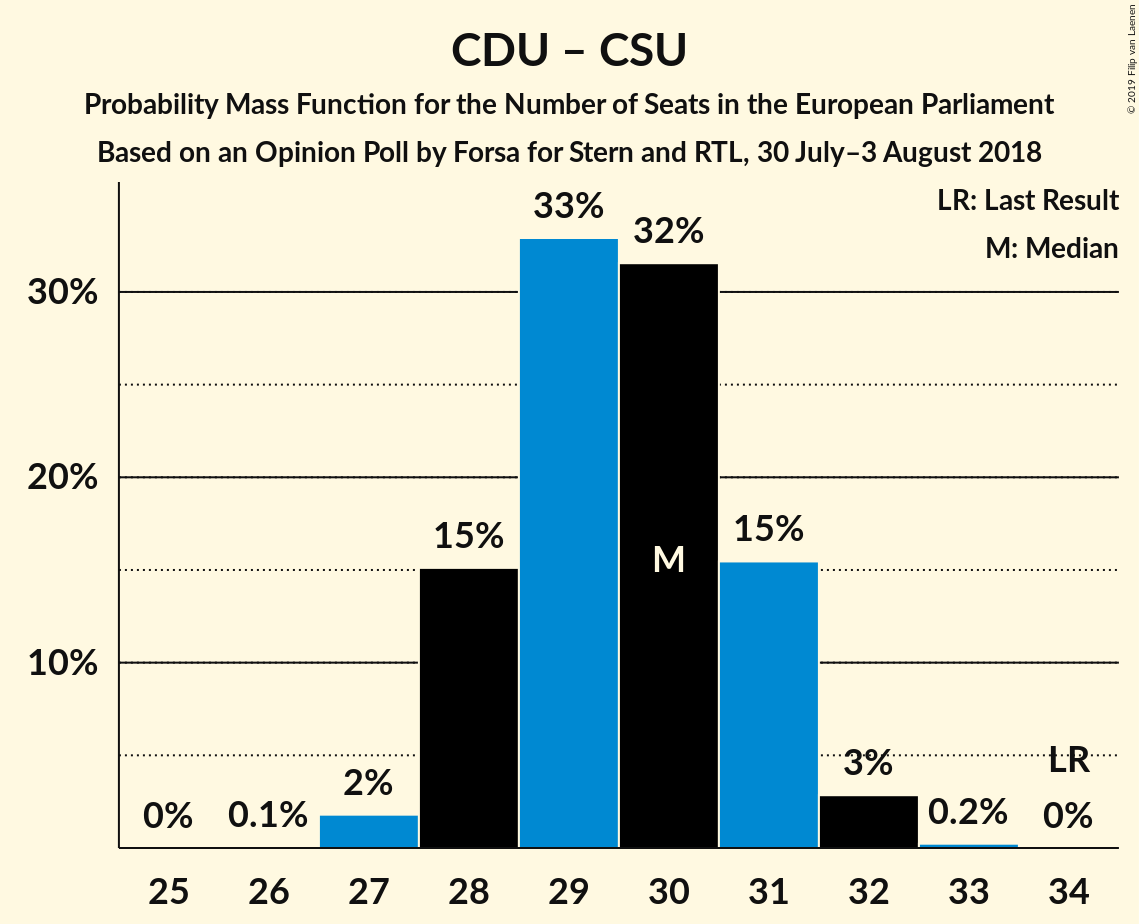 CDU – CSU
Probability Mass Function for the Number of Seats in the European Parliament
Based on an Opinion Poll by Forsa for Stern and RTL, 30 July–3 August 2018
© 2019 Filip van Laenen
LR: Last Result
M: Median
33%
32%
30%
20%
15%
15%
M
10%
3%
LR
2%
0%
0.1%
0.2%
0%
25 26 27 28 29 30 31 32 33 34